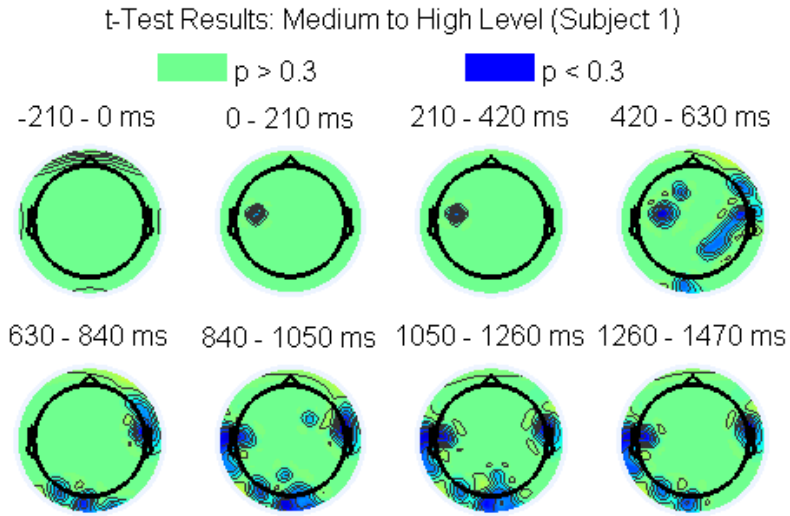 t-Test Results: Medium to High Level (Subject 1)
p > 0.3 p < 0.3
-210 - 0 ms 0 - 210 ms 210 - 420 ms 420 - 630 ms
630 - 840 ms 840 - 1050 ms 1050 - 1260 ms 1260 - 1470 ms